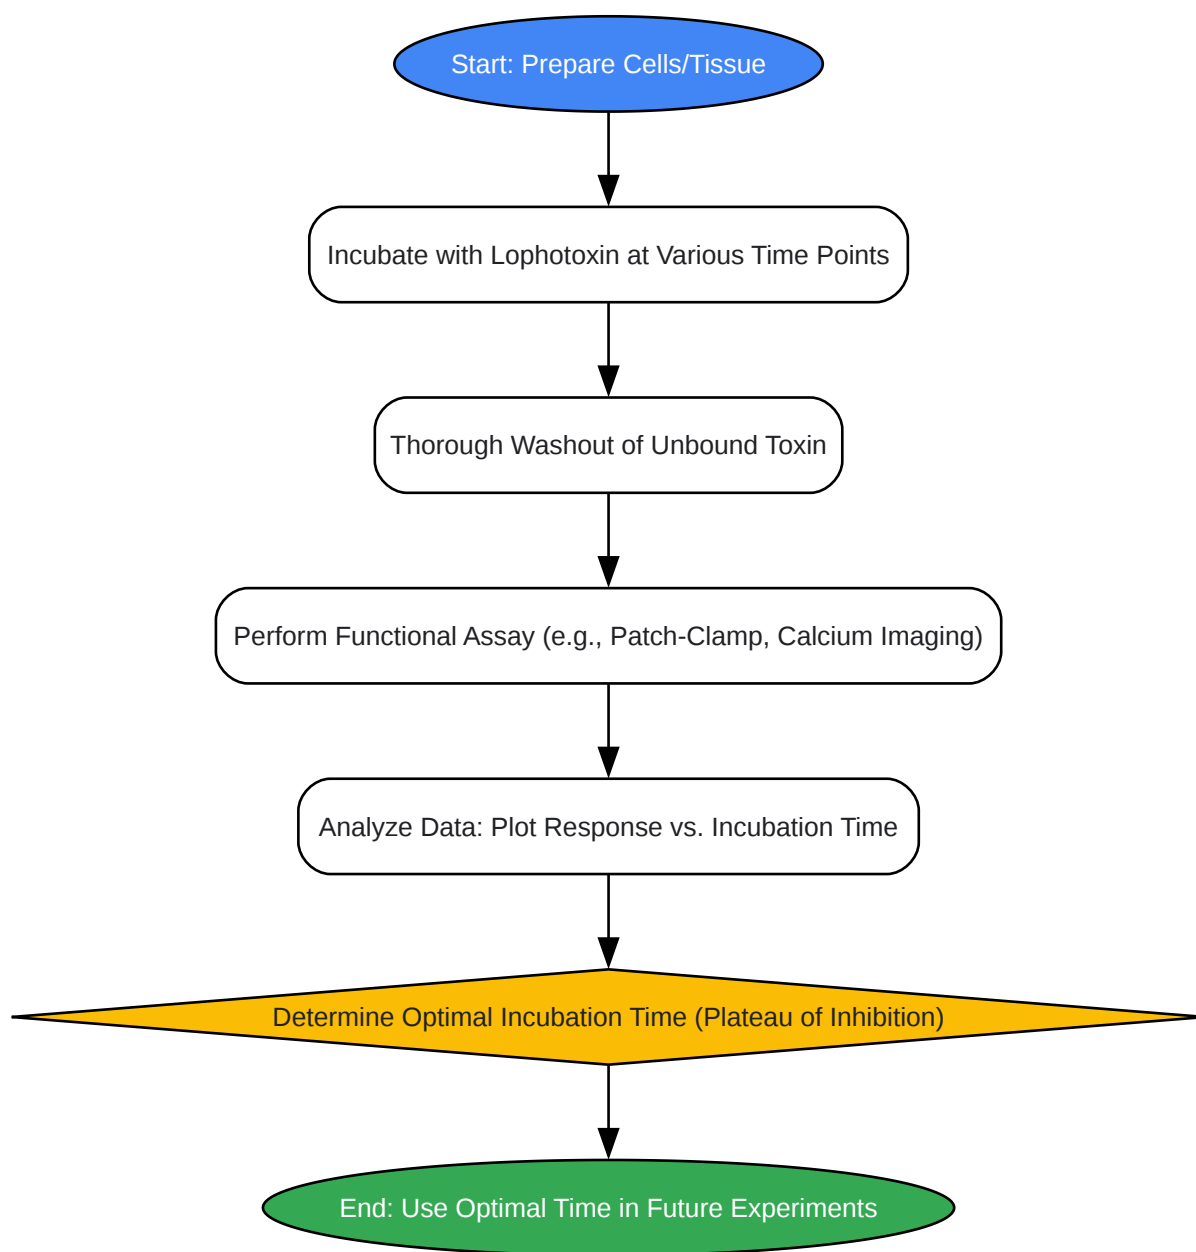 Start: Prepare Cells/Tissue
Incubate with Lophotoxin at Various Time Points
Thorough Washout of Unbound Toxin
Perform Functional Assay (e.g., Patch-Clamp, Calcium Imaging)
Analyze Data: Plot Response vs. Incubation Time
Determine Optimal Incubation Time (Plateau of Inhibition)
End: Use Optimal Time in Future Experiments